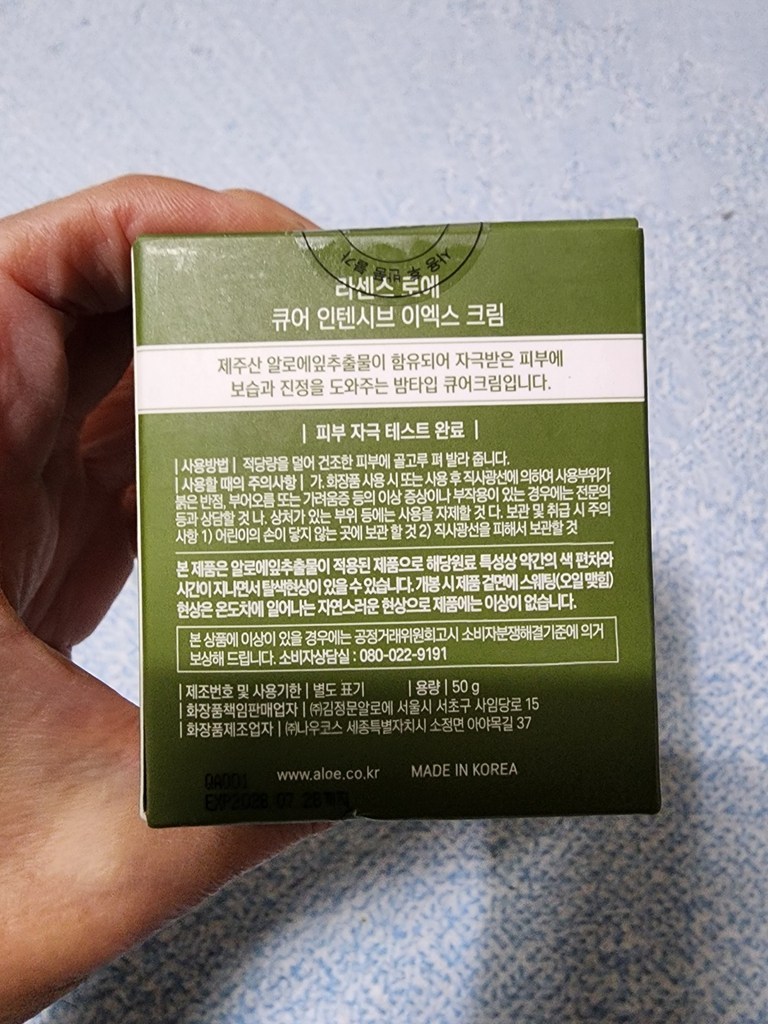 사용 후 반품 불가
라센스 로에
큐어 인텐시브 이엑스 크림
제주산 알로에잎추출물이 함유되어 자극받은 피부에
보습과 진정을 도와주는 밤타입 큐어크림입니다.
| 피부 자극 테스트 완료 |
| 사용방법 | 적당량을 덜어 건조한 피부에 골고루 펴 발라 줍니다.
| 사용할 때의 주의사항 | 가. 화장품 사용 시 또는 사용 후 직사광선에 의하여 사용부위가
붉은 반점, 부어오름 또는 가려움증 등의 이상 증상이나 부작용이 있는 경우에는 전문의
등과 상담할 것 나. 상처가 있는 부위 등에는 사용을 자제할 것 다. 보관 및 취급 시 주의
사항 1) 어린이의 손이 닿지 않는 곳에 보관 할 것 2) 직사광선을 피해서 보관할 것
본 제품은 알로에잎추출물이 적용된 제품으로 해당원료 특성상 약간의 색 편차와
시간이 지나면서 탈색현상이 있을 수 있습니다. 개봉 시 제품 겉면에 스웨팅(오일 맺힘)
현상은 온도차에 일어나는 자연스러운 현상으로 제품에는 이상이 없습니다.
본 상품에 이상이 있을 경우에는 공정거래위원회고시 소비자분쟁해결기준에 의거
보상해 드립니다. 소비자상담실 : 080-022-9191
| 제조번호 및 사용기한 | 별도 표기 | 용량 | 50 g
| 화장품책임판매업자 | ㈜김정문알로에 서울시 서초구 사임당로 15
| 화장품제조업자 | ㈜나우코스 세종특별자치시 소정면 아야목길 37
www.aloe.co.kr MADE IN KOREA
QA001
EXP2028 07 28까지